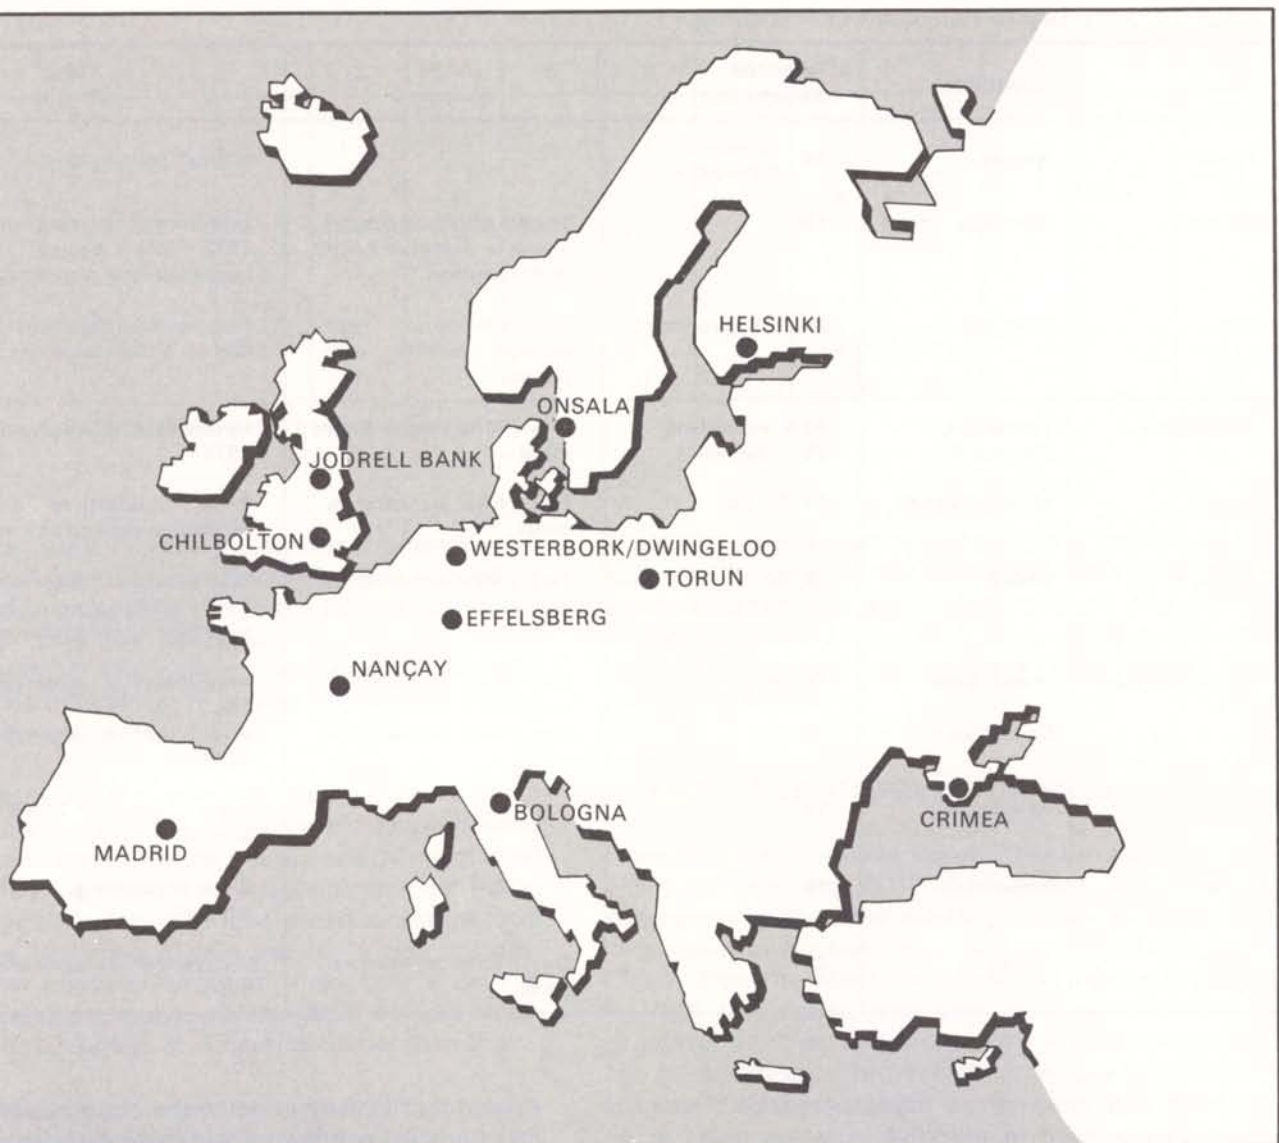 HELSINKI
ONSALA
JODRELL BANK
CHILBOLTON
WESTERBORK/DWINGELOO
TORUN
EFFELSBERG
NANÇAY
BOLOGNA
CRIMEA
MADRID